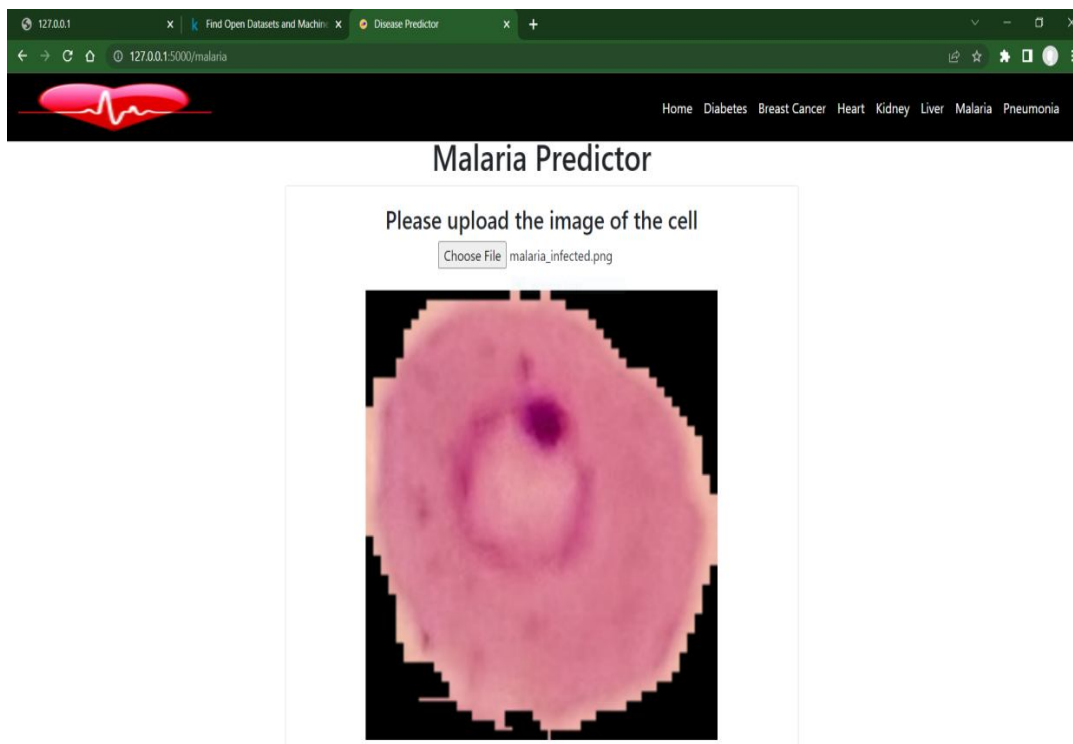 127.0.0.1
Find Open Datasets and Machin
Disease Predictor
127.0.0.1:5000/malaria
Home Diabetes Breast Cancer Heart Kidney Liver Malaria Pneumonia
Malaria Predictor
Please upload the image of the cell
Choose File malaria_infected.png